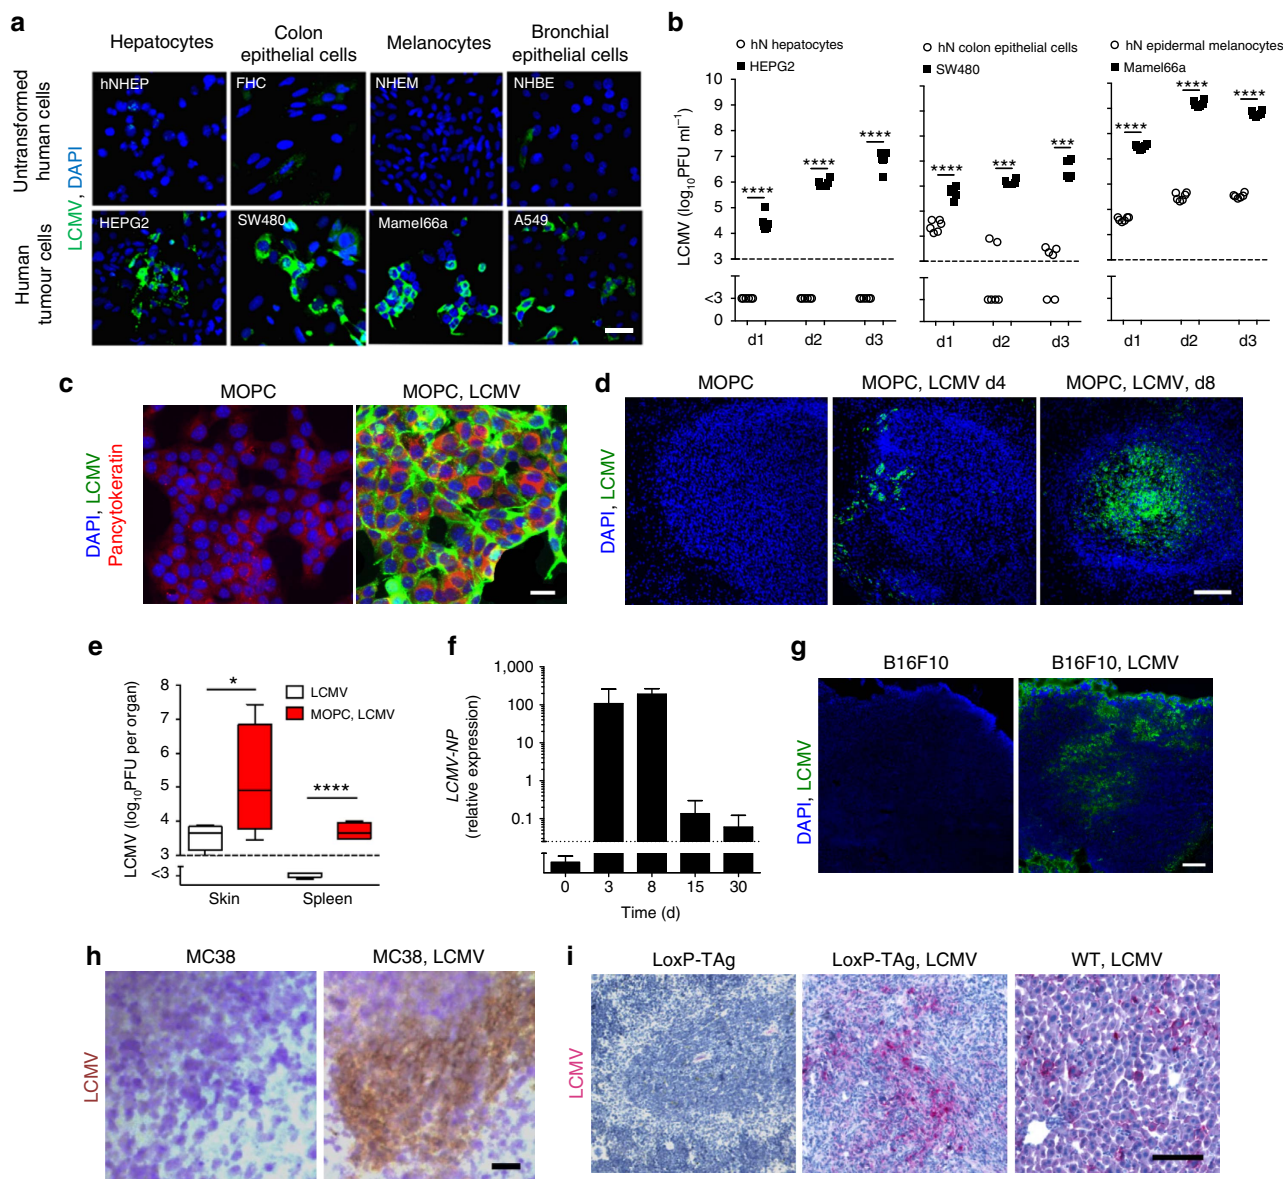 a
Hepatocytes
Colon
epithelial cells
Melanocytes
Bronchial
epithelial cells
Untransformed
human cells
Human
tumour cells
LCMV, DAPI
hNHEP
FHC
NHEM
NHBE
HEPG2
SW480
Mamel66a
A549
b
hN hepatocytes
HEPG2
hN colon epithelial cells
SW480
hN epidermal melanocytes
Mamel66a
LCMV (log10PFU ml−1)
10
9
8
7
6
5
4
3
<3
0
****
****
****
****
***
***
****
****
****
d1
d2
d3
d1
d2
d3
d1
d2
d3
c
MOPC
MOPC, LCMV
DAPI, LCMV
Pancytokeratin
d
MOPC
MOPC, LCMV d4
MOPC, LCMV, d8
DAPI, LCMV
e
LCMV (log10PFU per organ)
8
7
6
5
4
3
<3
*
****
LCMV
MOPC, LCMV
Skin
Spleen
f
LCMV-NP
(relative expression)
1,000
100
10
1
0.1
0
3
8
15
30
Time (d)
g
B16F10
B16F10, LCMV
DAPI, LCMV
h
MC38
MC38, LCMV
LCMV
i
LoxP-TAg
LoxP-TAg, LCMV
WT, LCMV
LCMV